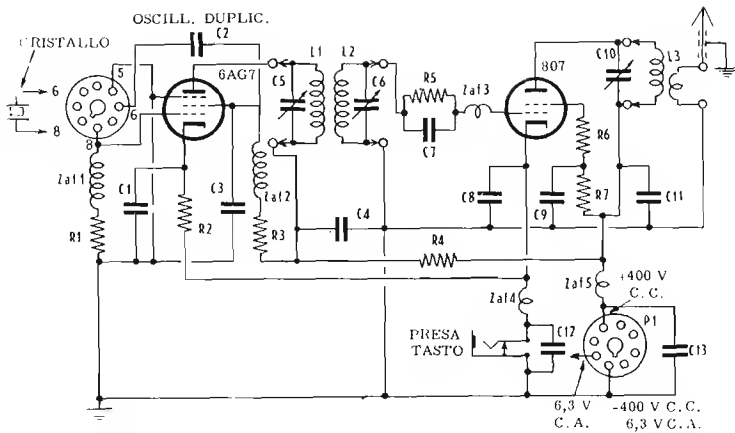 OSCILL. DUPLIC.
CRISTALLO
C2
6AG7
L1
L2
5
6
6
8
8
C5
C6
R5
Zaf3
C7
807
C10
L3
R6
R7
Zaf1
C1
R2
C3
Zaf2
C4
C8
C9
C11
R1
R3
R4
Zaf4
Zaf5
+400 V
C.C.
P1
PRESA
TASTO
C12
C13
6,3 V
C.A.
-400 V C.C.
6,3 V C.A.